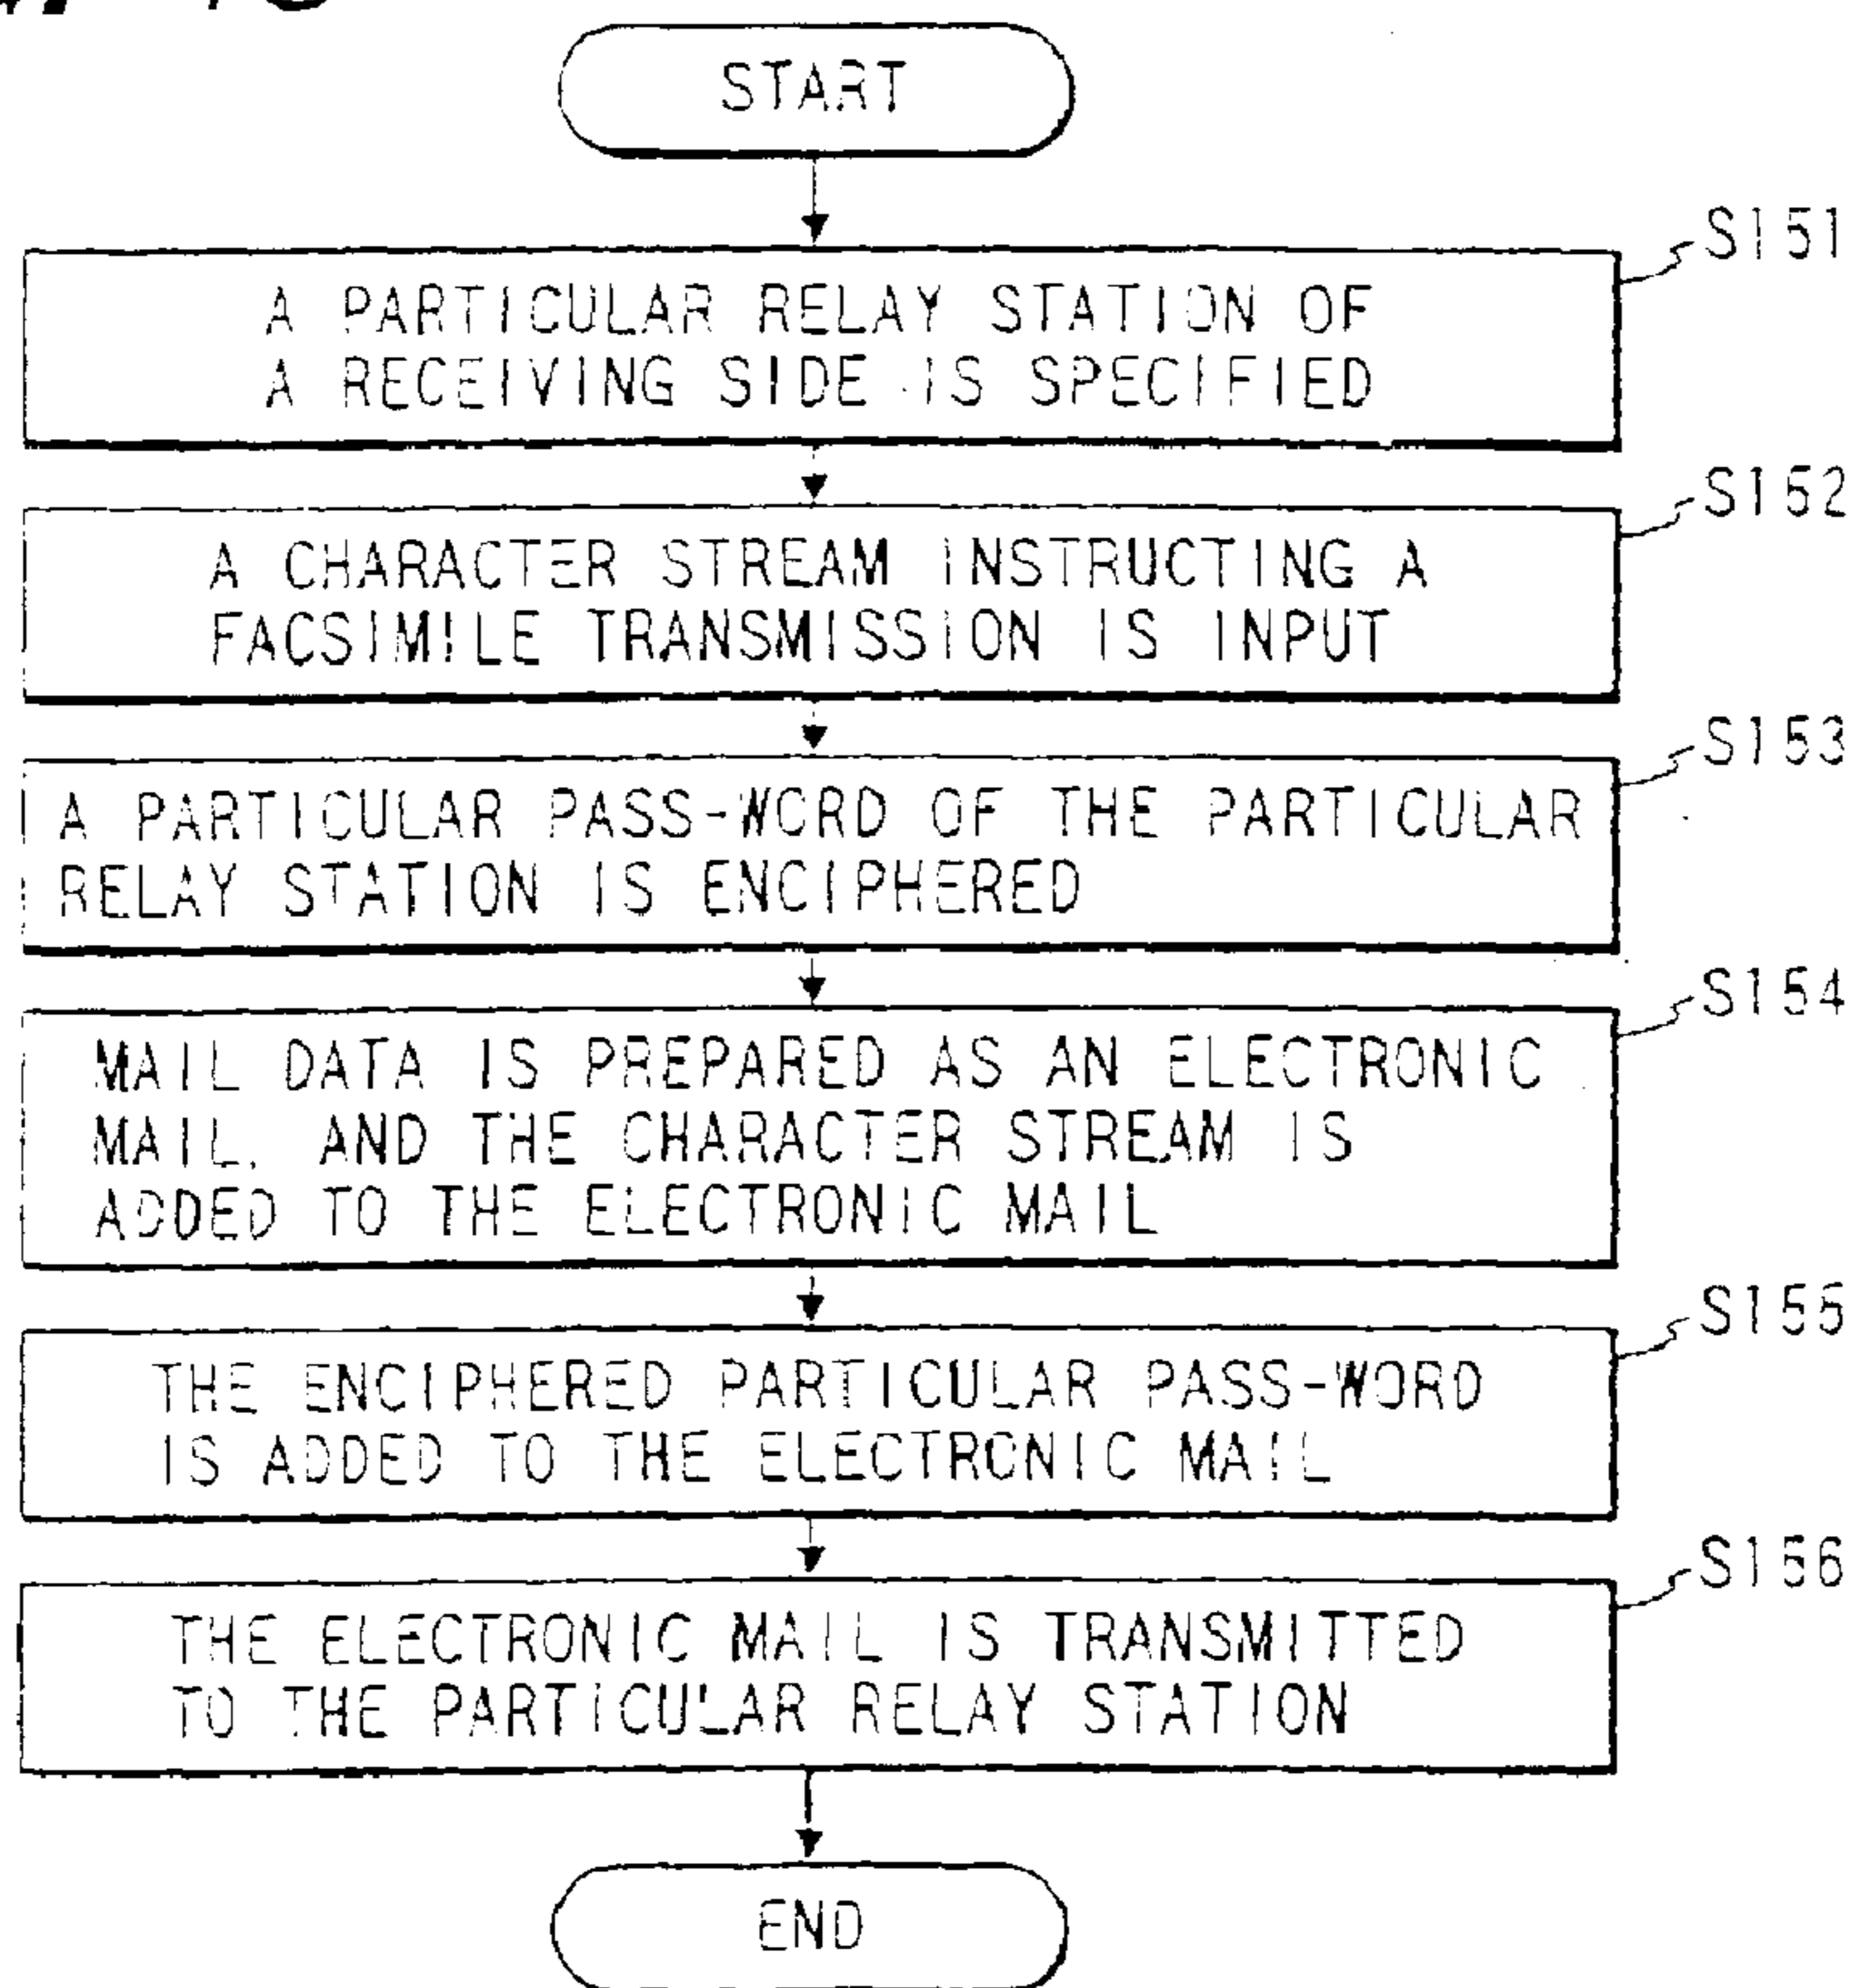 START
S151
A PARTICULAR RELAY STATION OF
A RECEIVING SIDE IS SPECIFIED
S152
A CHARACTER STREAM INSTRUCTING A
FACSIMILE TRANSMISSION IS INPUT
S153
A PARTICULAR PASS-WORD OF THE PARTICULAR
RELAY STATION IS ENCIPHERED
S154
MAIL DATA IS PREPARED AS AN ELECTRONIC
MAIL, AND THE CHARACTER STREAM IS
ADDED TO THE ELECTRONIC MAIL
S155
THE ENCIPHERED PARTICULAR PASS-WORD
IS ADDED TO THE ELECTRONIC MAIL
S156
THE ELECTRONIC MAIL IS TRANSMITTED
TO THE PARTICULAR RELAY STATION
END